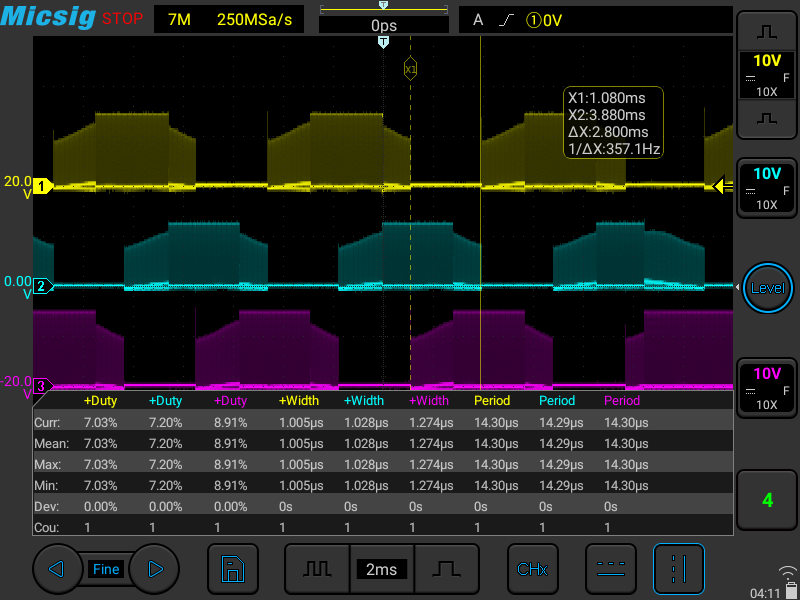 Micsig STOP 7M 250MSa/s 0ps A ①0V
T
T
X1
X1:1.080ms
X2:3.880ms
ΔX:2.800ms
1/ΔX:357.1Hz
10V
F
10X
20.0
V
1
10V
F
10X
0.00
V
2
Level
-20.0
V
3
10V
F
10X
+Duty +Duty +Duty +Width +Width +Width Period Period Period
Curr: 7.03% 7.20% 8.91% 1.005μs 1.028μs 1.274μs 14.30μs 14.29μs 14.30μs
Mean: 7.03% 7.20% 8.91% 1.005μs 1.028μs 1.274μs 14.30μs 14.29μs 14.30μs
Max: 7.03% 7.20% 8.91% 1.005μs 1.028μs 1.274μs 14.30μs 14.29μs 14.30μs
Min: 7.03% 7.20% 8.91% 1.005μs 1.028μs 1.274μs 14.30μs 14.29μs 14.30μs
Dev: 0.00% 0.00% 0.00% 0s 0s 0s 0s 0s 0s
Cou: 1 1 1 1 1 1 1 1 1
4
Fine 2ms CHx
04:11